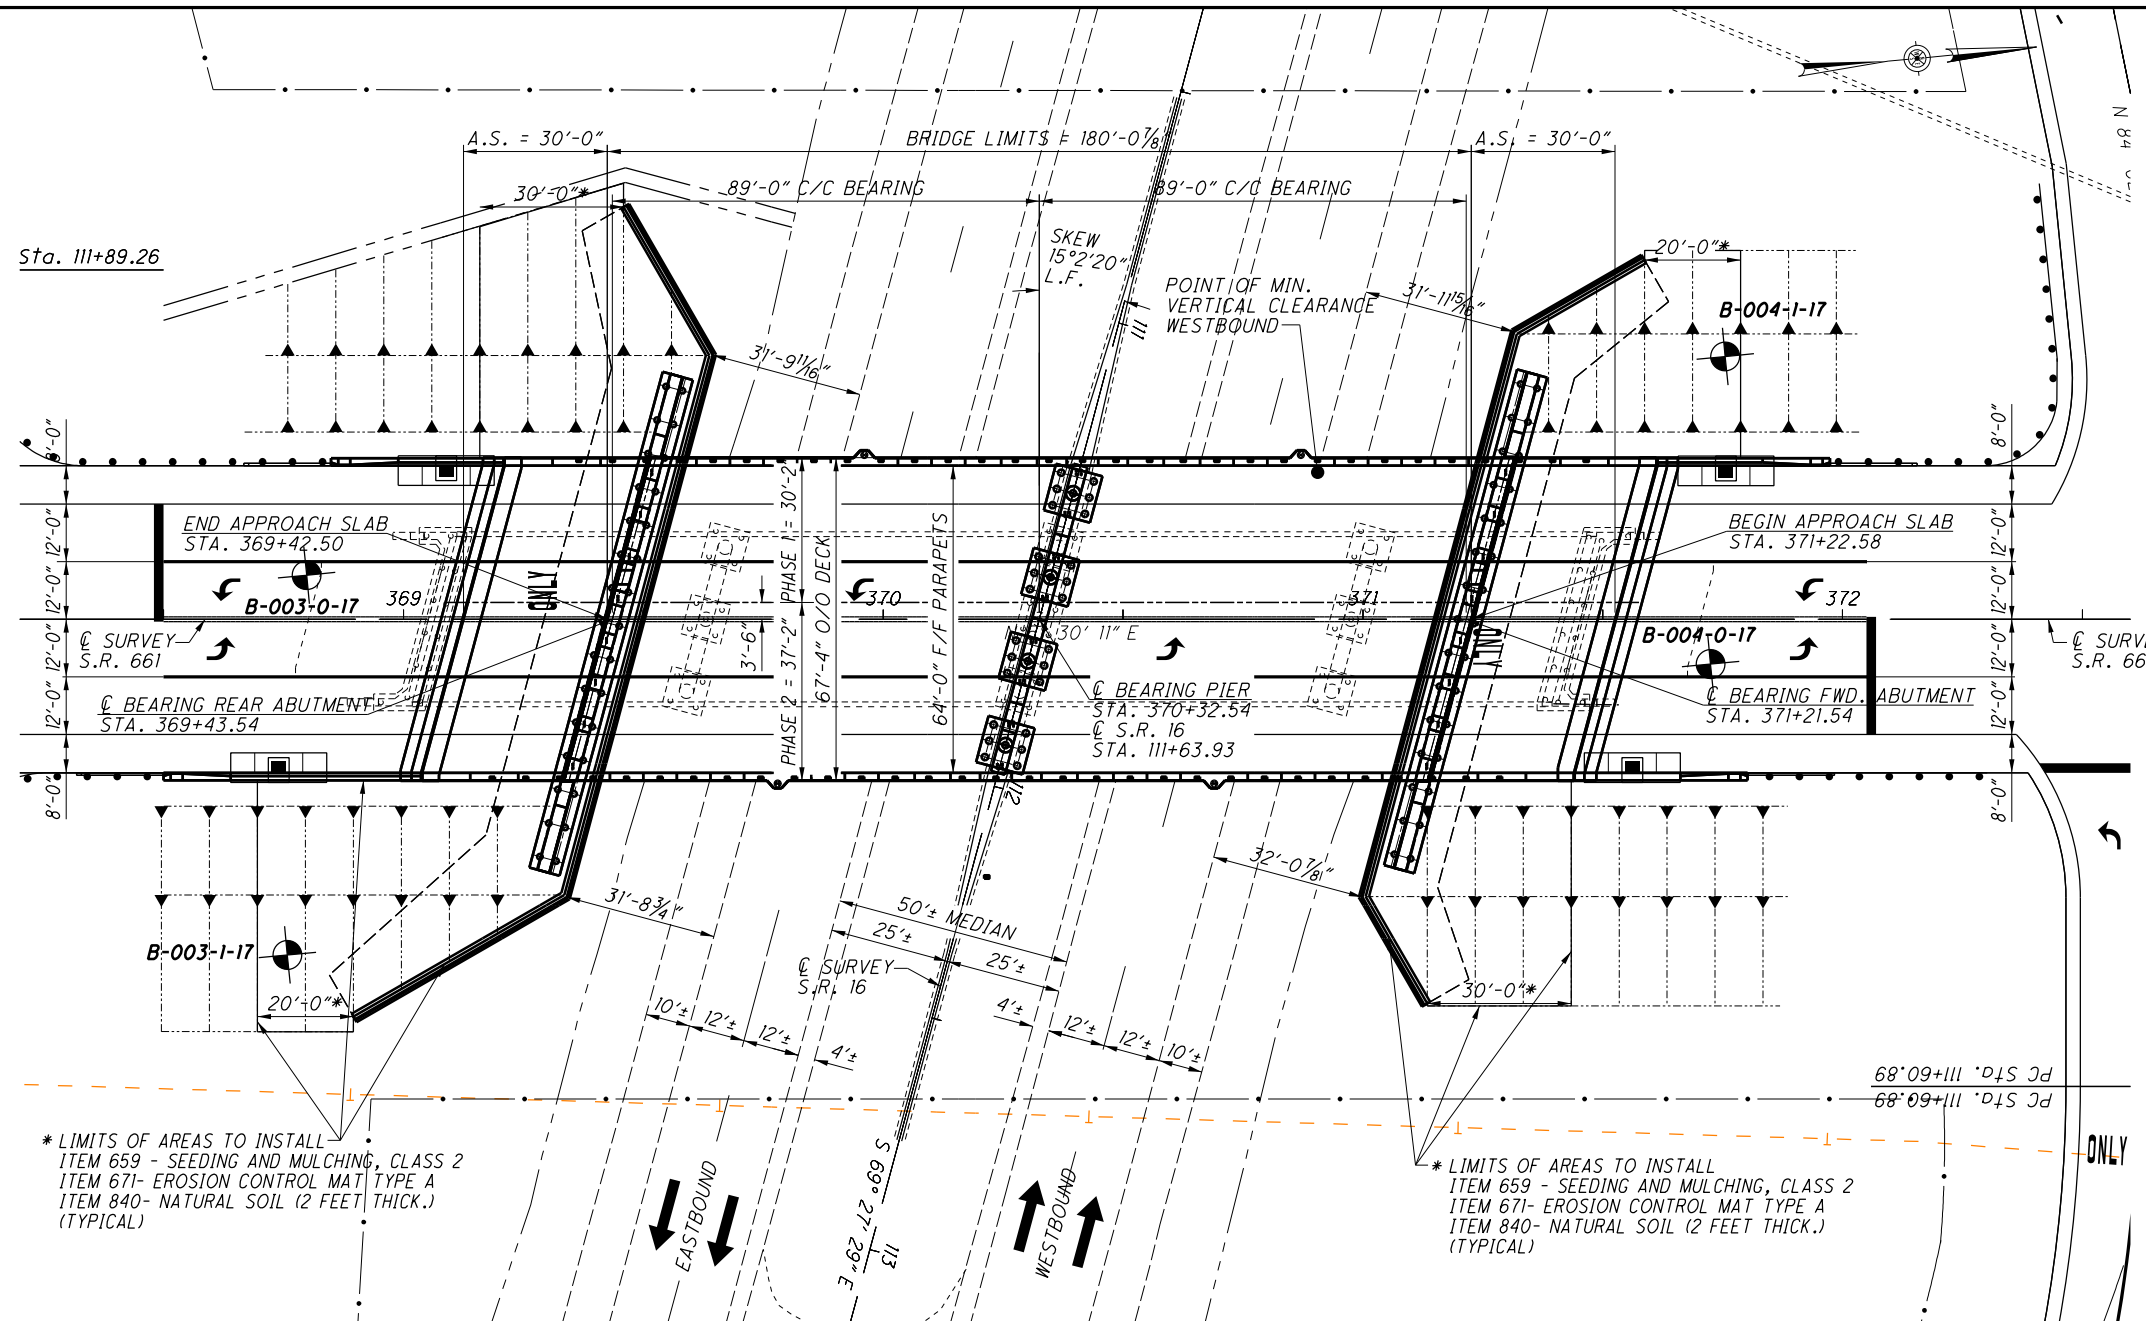 N 84
A.S. = 30'-0"
BRIDGE LIMITS = 180'-0⅞"
A.S. = 30'-0"
30'-0"*
89'-0" C/C BEARING
89'-0" C/C BEARING
Sta. 111+89.26
SKEW
15°2'20"
L.F.
20'-0"*
POINT OF MIN.
VERTICAL CLEARANCE
WESTBOUND
111
31'-11 15/16"
B-004-1-17
31'-9 11/16"
8'-0"
8'-0"
END APPROACH SLAB
STA. 369+42.50
BEGIN APPROACH SLAB
STA. 371+22.58
12'-0"
12'-0"
12'-0"
12'-0"
12'-0"
12'-0"
12'-0"
12'-0"
8'-0"
8'-0"
ONLY
PHASE 1 = 30'-2"
PHASE 2 = 37'-2"
67'-4" O/O DECK
64'-0" F/F PARAPETS
3'-6"
B-003-0-17
369
370
371
372
30' 11" E
ONLY
B-004-0-17
℄ SURVEY
S.R. 661
℄ SURVE
S.R. 66
℄ BEARING REAR ABUTMENT
STA. 369+43.54
℄ BEARING PIER
STA. 370+32.54
℄ S.R. 16
STA. 111+63.93
℄ BEARING FWD. ABUTMENT
STA. 371+21.54
112
32'-0⅞"
31'-8¾"
50'± MEDIAN
25'±
25'±
B-003-1-17
℄ SURVEY
S.R. 16
20'-0"*
30'-0"*
10'±
12'±
12'±
4'±
4'±
12'±
12'±
10'±
PC Sta. 111+60.89
PC Sta. 111+60.89
* LIMITS OF AREAS TO INSTALL
ITEM 659 - SEEDING AND MULCHING, CLASS 2
ITEM 671- EROSION CONTROL MAT TYPE A
ITEM 840- NATURAL SOIL (2 FEET THICK.)
(TYPICAL)
EASTBOUND
S 69° 27' 29" E
113
WESTBOUND
* LIMITS OF AREAS TO INSTALL
ITEM 659 - SEEDING AND MULCHING, CLASS 2
ITEM 671- EROSION CONTROL MAT TYPE A
ITEM 840- NATURAL SOIL (2 FEET THICK.)
(TYPICAL)
ONLY